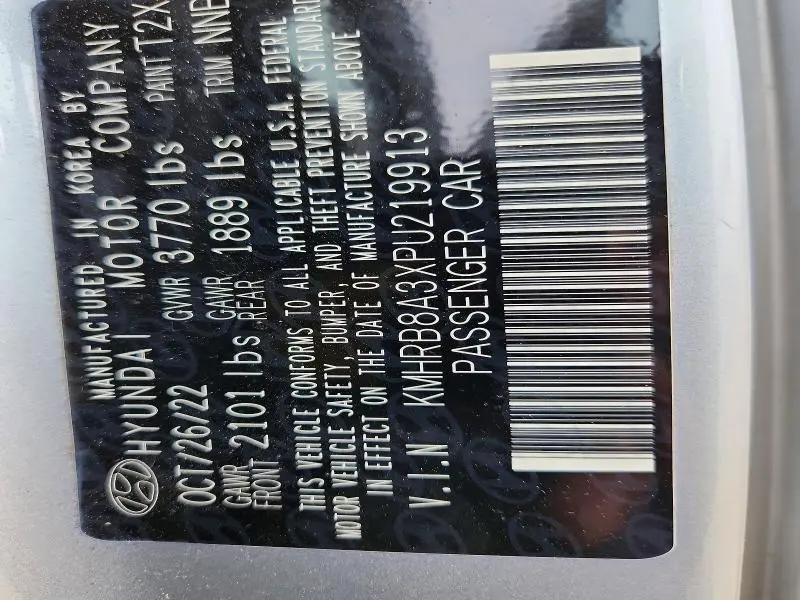 MANUFACTURED IN KOREA BY
HYUNDAI MOTOR COMPANY
OCT/26/22 GVWR 3770 lbs PAINT T2X
GAWR FRONT 2101 lbs GAWR REAR 1889 lbs TRIM NNB
THIS VEHICLE CONFORMS TO ALL APPLICABLE U.S.A. FEDERAL
MOTOR VEHICLE SAFETY, BUMPER, AND THEFT PREVENTION STANDARD
IN EFFECT ON THE DATE OF MANUFACTURE SHOWN ABOVE
V.I.N KMHRB8A3XPU219913
PASSENGER CAR